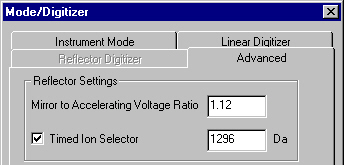 Mode/Digitizer
Instrument Mode Linear Digitizer
Reflector Digitizer Advanced
Reflector Settings
Mirror to Accelerating Voltage Ratio 1.12
Timed Ion Selector 1296 Da